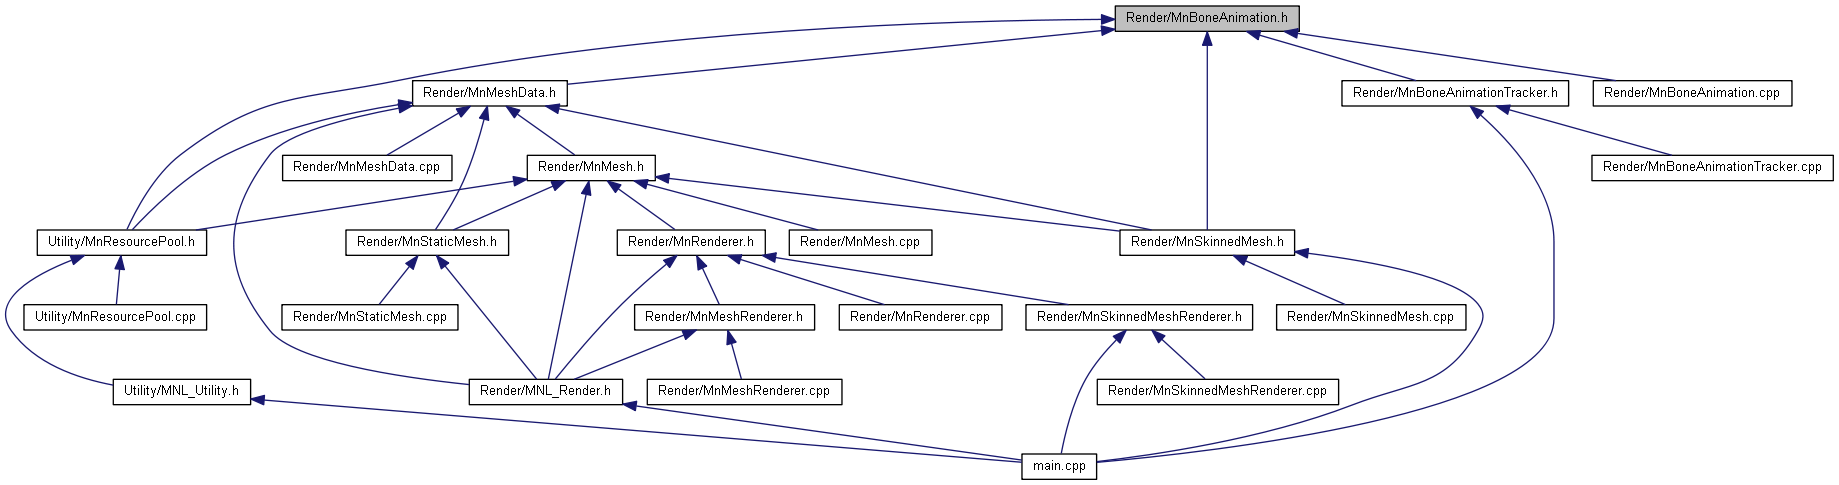 Render/MnBoneAnimation.h
Render/MnMeshData.h
Render/MnBoneAnimationTracker.h
Render/MnBoneAnimation.cpp
Render/MnMeshData.cpp
Render/MnMesh.h
Render/MnBoneAnimationTracker.cpp
Utility/MnResourcePool.h
Render/MnStaticMesh.h
Render/MnRenderer.h
Render/MnMesh.cpp
Render/MnSkinnedMesh.h
Utility/MnResourcePool.cpp
Render/MnStaticMesh.cpp
Render/MnMeshRenderer.h
Render/MnRenderer.cpp
Render/MnSkinnedMeshRenderer.h
Render/MnSkinnedMesh.cpp
Utility/MNL_Utility.h
Render/MNL_Render.h
Render/MnMeshRenderer.cpp
Render/MnSkinnedMeshRenderer.cpp
main.cpp